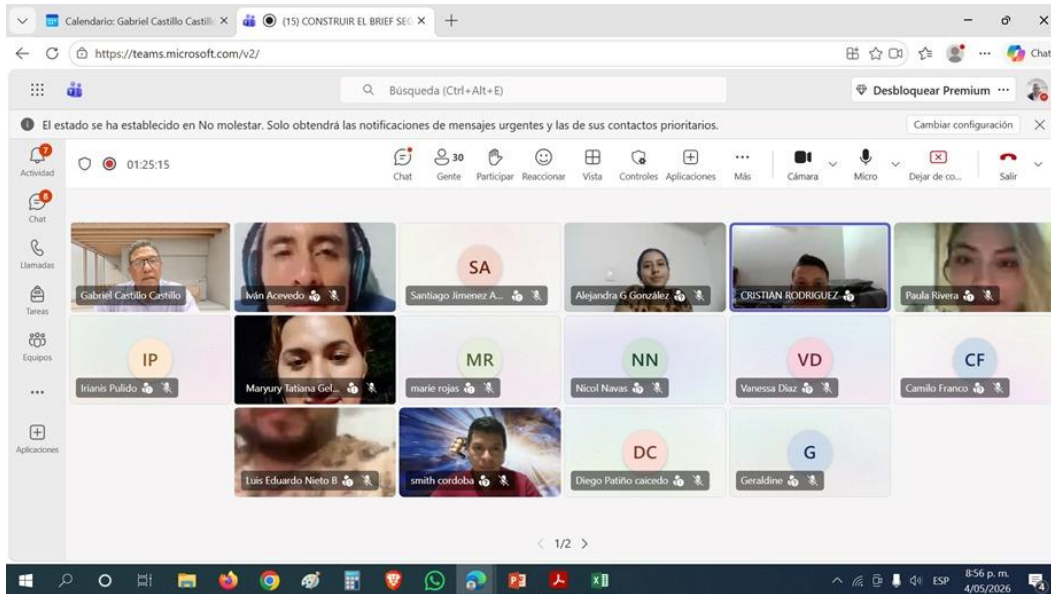 Calendario: Gabriel Castillo Castill
(15) CONSTRUIR EL BRIEF SEC
https://teams.microsoft.com/v2/
Chat
Búsqueda (Ctrl+Alt+E)
Desbloquear Premium
El estado se ha establecido en No molestar. Solo obtendrá las notificaciones de mensajes urgentes y las de sus contactos prioritarios.
Cambiar configuración
7
Actividad
01:25:15
30
Chat
Gente
Participar
Reaccionar
Vista
Controles
Aplicaciones
Más
Cámara
Micro
Dejar de co...
Salir
8
Chat
Llamadas
Tareas
Equipos
Aplicaciones
Gabriel Castillo Castillo
Iván Acevedo
SA
Santiago Jimenez A...
Alejandra G González
CRISTIAN RODRIGUEZ
Paula Rivera
IP
Irianis Pulido
Maryury Tatiana Gel...
MR
marie rojas
NN
Nicol Navas
VD
Vanessa Diaz
CF
Camilo Franco
Luis Eduardo Nieto B
smith cordoba
DC
Diego Patiño caicedo
G
Geraldine
1/2
ESP
8:56 p. m.
4/05/2026
4